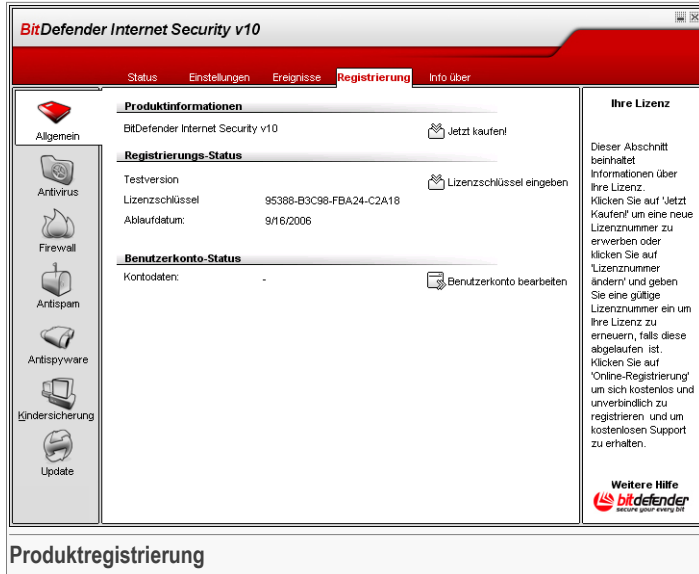 BitDefender Internet Security v10
Status Einstellungen Ereignisse Registrierung Info über
Allgemein
Antivirus
Firewall
Antispam
Antispyware
Kindersicherung
Update
Produktinformationen
BitDefender Internet Security v10
Jetzt kaufen!
Registrierungs-Status
Testversion
Lizenzschlüssel eingeben
Lizenzschlüssel 95388-B3C98-FBA24-C2A18
Ablaufdatum: 9/16/2006
Benutzerkonto-Status
Kontodaten: -
Benutzerkonto bearbeiten
Ihre Lizenz
Dieser Abschnitt
beinhaltet
Informationen über
Ihre Lizenz.
Klicken Sie auf 'Jetzt
Kaufen!' um eine neue
Lizenznummer zu
erwerben oder
klicken Sie auf
'Lizenznummer
ändern' und geben
Sie eine gültige
Lizenznummer ein um
Ihre Lizenz zu
erneuern, falls diese
abgelaufen ist.
Klicken Sie auf
'Online-Registrierung'
um sich kostenlos und
unverbindlich zu
registrieren und um
kostenlosen Support
zu erhalten.
Weitere Hilfe
bitdefender
secure your every bit
Produktregistrierung